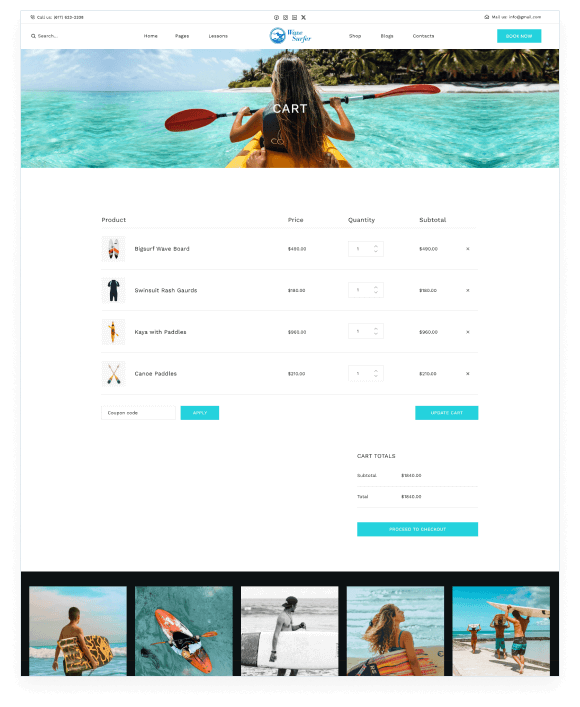 Call us: (617) 623-2338
Mail us: info@gmail.com
Search...
Home Pages Lessons
Wave
Surfer
Shop Blogs Contacts
BOOK NOW
CART
Product Price Quantity Subtotal
Bigsurf Wave Board $490.00 1 $490.00 ×
Swinsuit Rash Gaurds $180.00 1 $180.00 ×
Kaya with Paddles $960.00 1 $960.00 ×
Canoe Paddles $210.00 1 $210.00 ×
Coupon code APPLY UPDATE CART
CART TOTALS
Subtotal $1840.00
Total $1840.00
PROCEED TO CHECKOUT